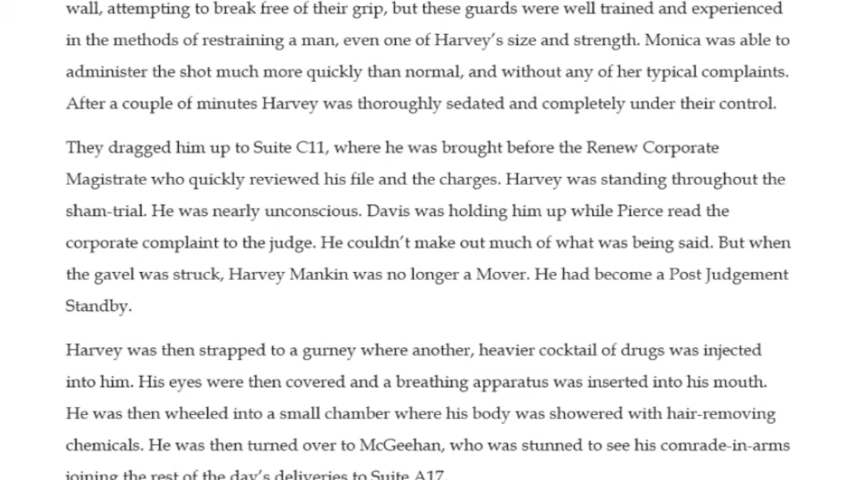 wall, attempting to break free of their grip, but these guards were well trained and experienced
in the methods of restraining a man, even one of Harvey’s size and strength. Monica was able to
administer the shot much more quickly than normal, and without any of her typical complaints.
After a couple of minutes Harvey was thoroughly sedated and completely under their control.
They dragged him up to Suite C11, where he was brought before the Renew Corporate
Magistrate who quickly reviewed his file and the charges. Harvey was standing throughout the
sham-trial. He was nearly unconscious. Davis was holding him up while Pierce read the
corporate complaint to the judge. He couldn’t make out much of what was being said. But when
the gavel was struck, Harvey Mankin was no longer a Mover. He had become a Post Judgement
Standby.
Harvey was then strapped to a gurney where another, heavier cocktail of drugs was injected
into him. His eyes were then covered and a breathing apparatus was inserted into his mouth.
He was then wheeled into a small chamber where his body was showered with hair-removing
chemicals. He was then turned over to McGeehan, who was stunned to see his comrade-in-arms
joining the rest of the day’s deliveries to Suite A17.